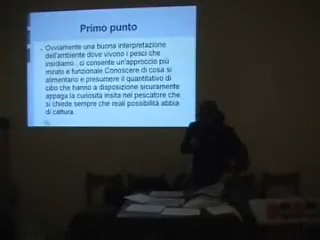 Primo punto
Ovviamente una buona interpretazione
dell'ambiente dove vivono i pesci che
insidiamo , ci consente un'approccio più
mirato e funzionale Conoscere di cosa si
alimentano e presumere il quantitativo di
cibo che hanno a disposizione sicuramente
appaga la curiosità insita nel pescatore che
si chiede sempre che reali possibilità abbia
di cattura.